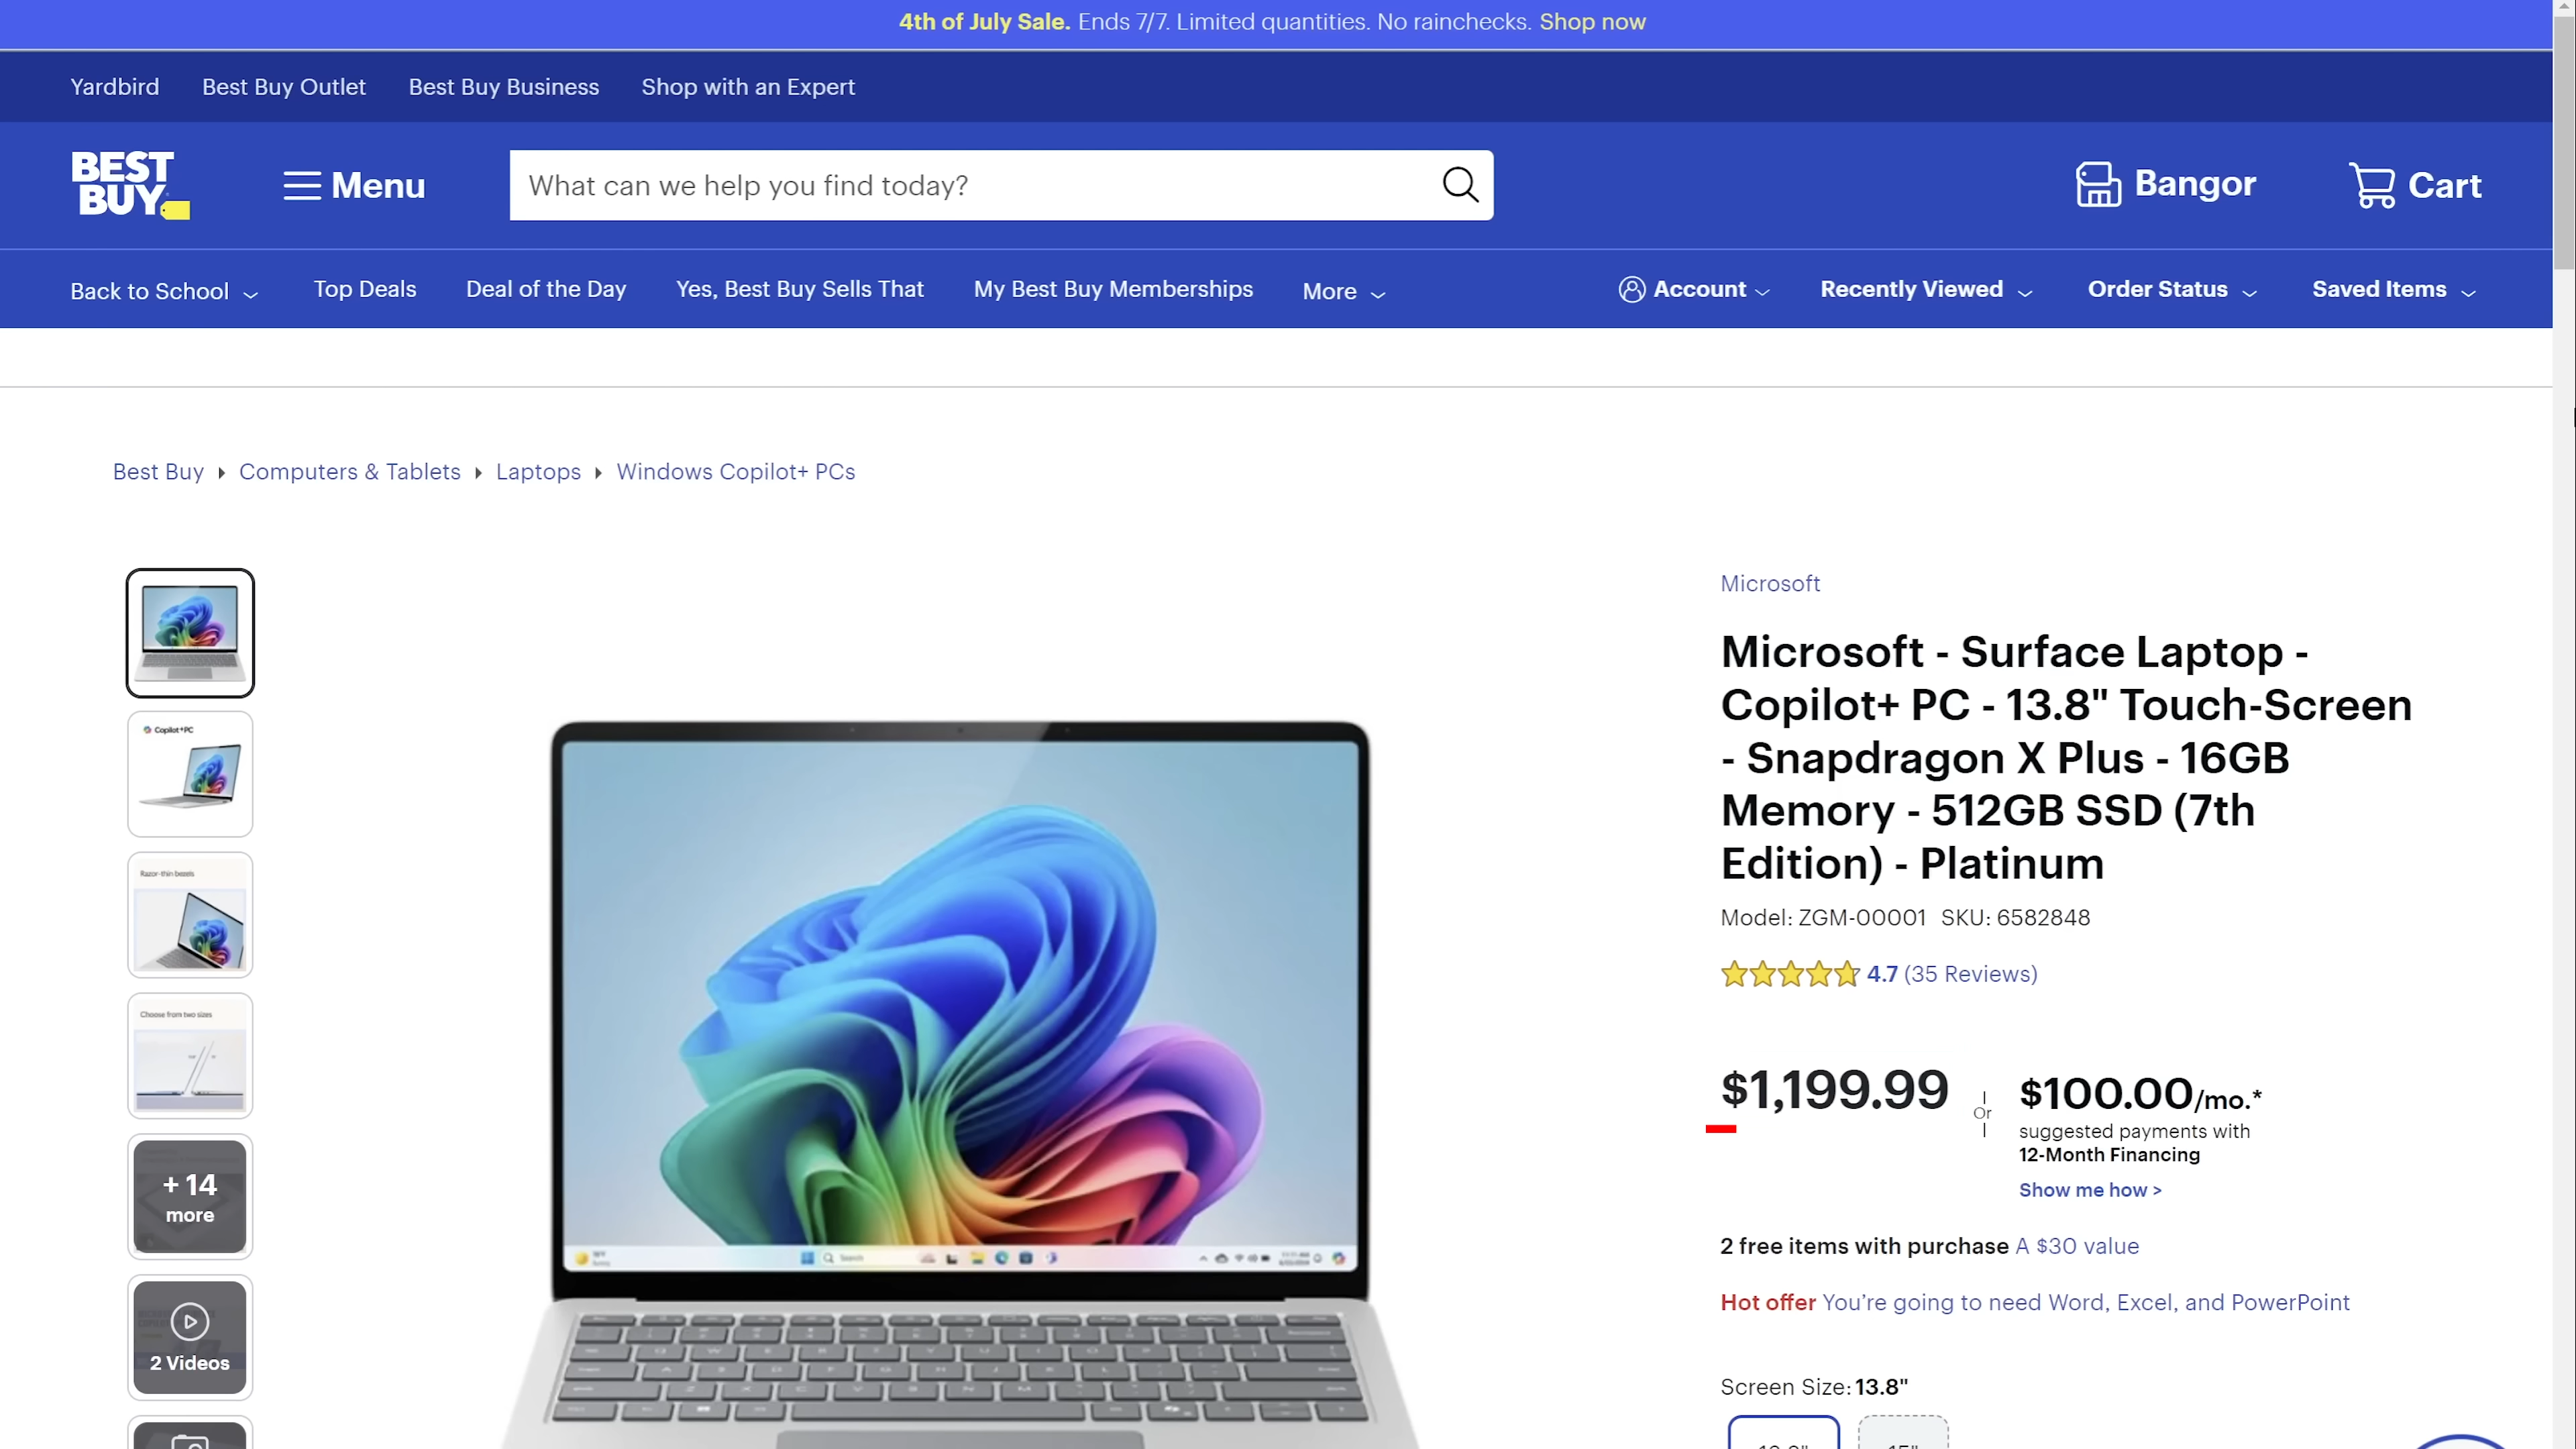 4th of July Sale. Ends 7/7. Limited quantities. No rainchecks. Shop now
Yardbird Best Buy Outlet Best Buy Business Shop with an Expert
BEST
BUY
Menu
What can we help you find today?
Bangor
Cart
Back to School Top Deals Deal of the Day Yes, Best Buy Sells That My Best Buy Memberships More
Account Recently Viewed Order Status Saved Items
Best Buy Computers & Tablets Laptops Windows Copilot+ PCs
Copilot+PC
Razor-thin bezels
Choose from two sizes
+ 14
more
2 Videos
Search
Microsoft
Microsoft - Surface Laptop -
Copilot+ PC - 13.8" Touch-Screen
- Snapdragon X Plus - 16GB
Memory - 512GB SSD (7th
Edition) - Platinum
Model: ZGM-00001 SKU: 6582848
4.7 (35 Reviews)
$1,199.99
Or
$100.00/mo.*
suggested payments with
12-Month Financing
Show me how >
2 free items with purchase A $30 value
Hot offer You're going to need Word, Excel, and PowerPoint
Screen Size: 13.8"